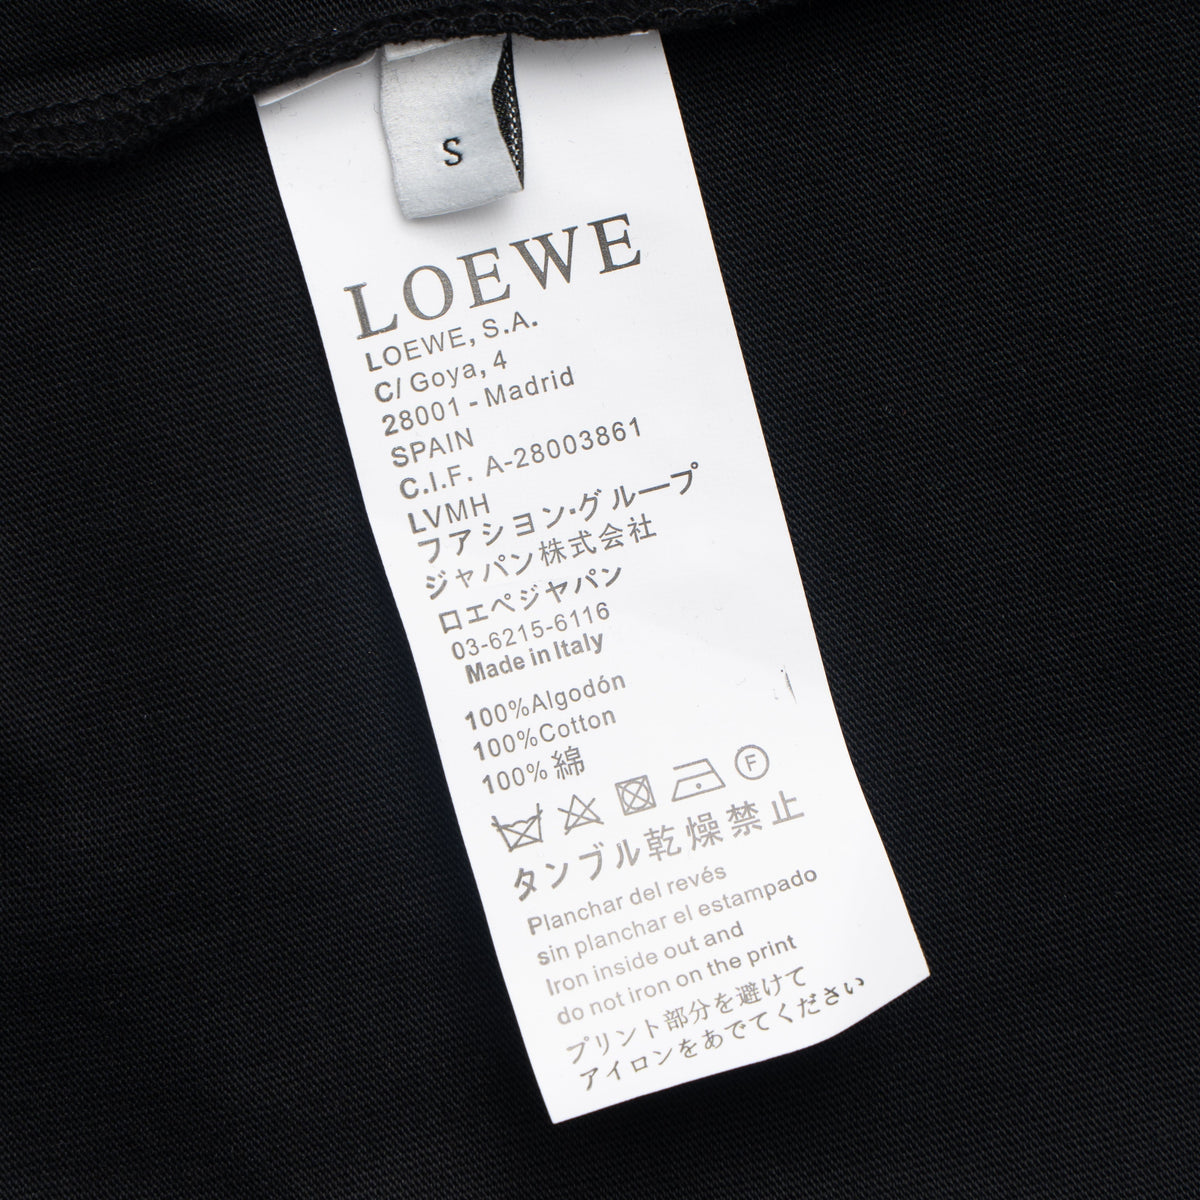 S
LOEWE
LOEWE, S.A.
C/ Goya, 4
28001 - Madrid
SPAIN
C.I.F. A-28003861
LVMH
フアシヨン・グループ
ジャパン株式会社
ロエペジヤパン
03-6215-6116
Made in Italy
100%Algodón
100%Cotton
100% 綿
F
タンブル乾燥禁止
Planchar del revés
sin planchar el estampado
Iron inside out and
do not iron on the print
プリント部分を避けて
アイロンをあでてください